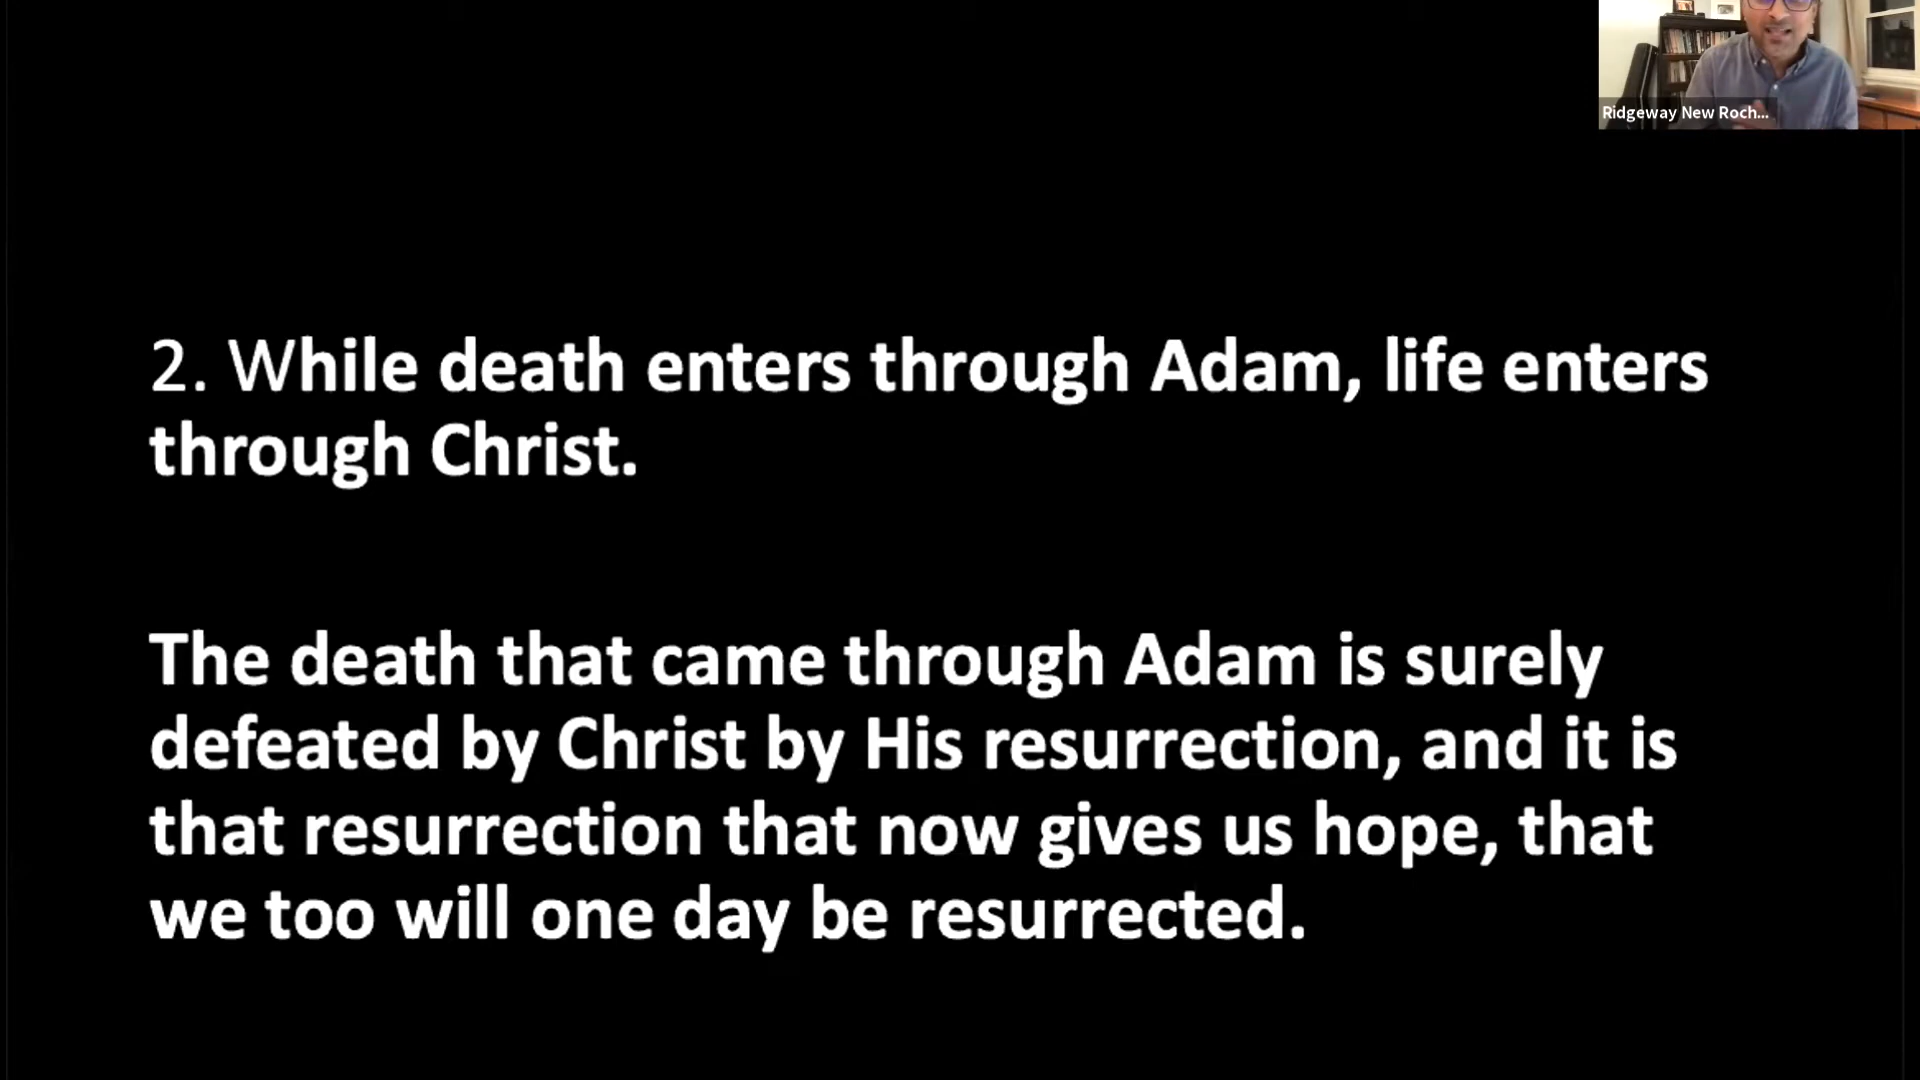 Ridgeway New Roch...
2. While death enters through Adam, life enters
through Christ.
The death that came through Adam is surely
defeated by Christ by His resurrection, and it is
that resurrection that now gives us hope, that
we too will one day be resurrected.